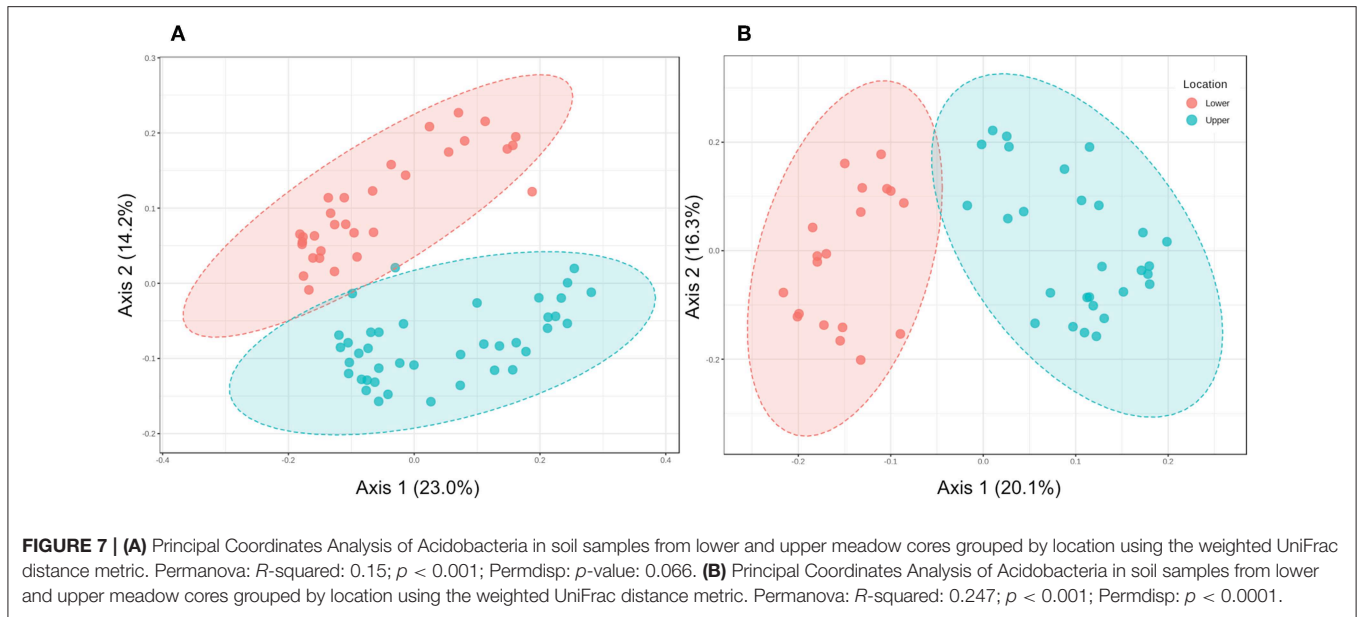 A
B
0.3
0.2
0.1
0.0
-0.1
-0.2
Axis 2 (14.2%)
-0.4
-0.2
0.0
0.2
0.4
Axis 1 (23.0%)
0.2
0.0
-0.2
Axis 2 (16.3%)
-0.2
-0.1
0.0
0.1
0.2
Axis 1 (20.1%)
Location
Lower
Upper
FIGURE 7 | (A) Principal Coordinates Analysis of Acidobacteria in soil samples from lower and upper meadow cores grouped by location using the weighted UniFrac
distance metric. Permanova: R-squared: 0.15; p < 0.001; Permdisp: p-value: 0.066. (B) Principal Coordinates Analysis of Acidobacteria in soil samples from lower
and upper meadow cores grouped by location using the weighted UniFrac distance metric. Permanova: R-squared: 0.247; p < 0.001; Permdisp: p < 0.0001.